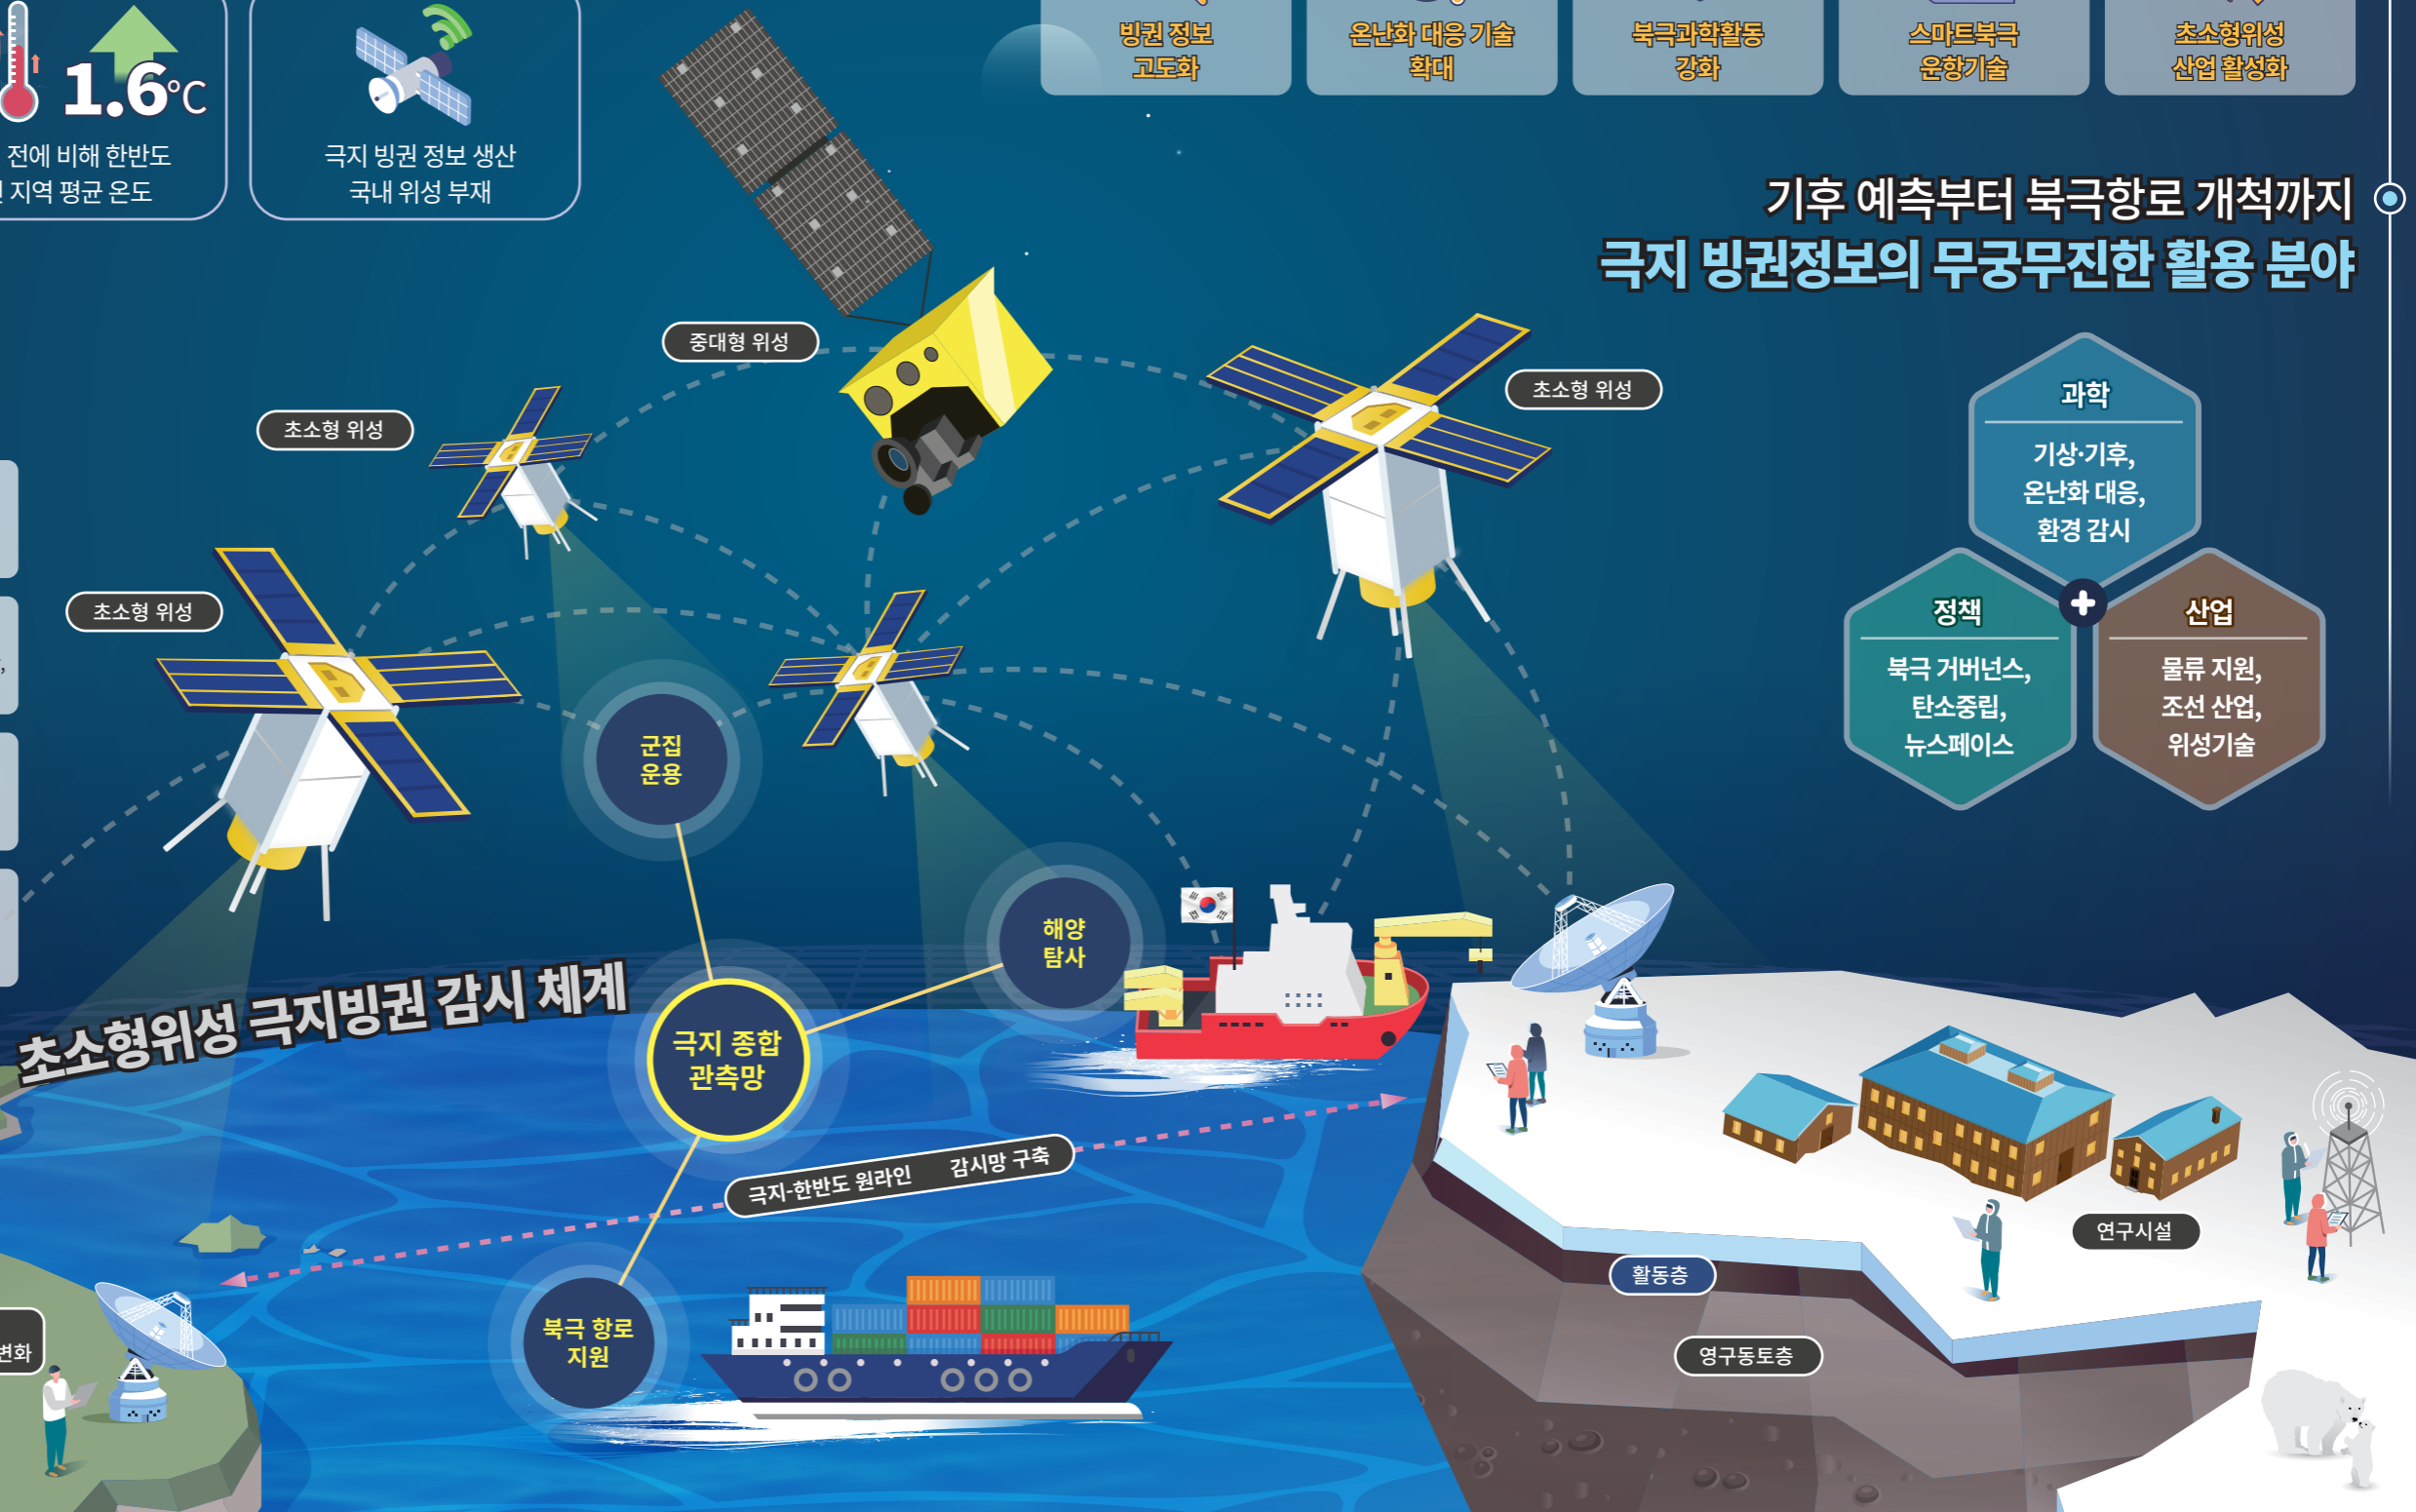 1.6℃
전에 비해 한반도
지역 평균 온도
극지 빙권 정보 생산
국내 위성 부재
빙권 정보
고도화
온난화 대응 기술
확대
북극과학활동
강화
스마트북극
운항기술
초소형위성
산업 활성화
기후 예측부터 북극항로 개척까지
극지 빙권정보의 무궁무진한 활용 분야
중대형 위성
초소형 위성
초소형 위성
초소형 위성
과학
기상·기후,
온난화 대응,
환경 감시
정책
북극 거버넌스,
탄소중립,
뉴스페이스
산업
물류 지원,
조선 산업,
위성기술
군집
운용
해양
탐사
초소형위성 극지빙권 감시 체계
극지 종합
관측망
극지-한반도 원라인 감시망 구축
북극 항로
지원
연구시설
활동층
영구동토층
변화